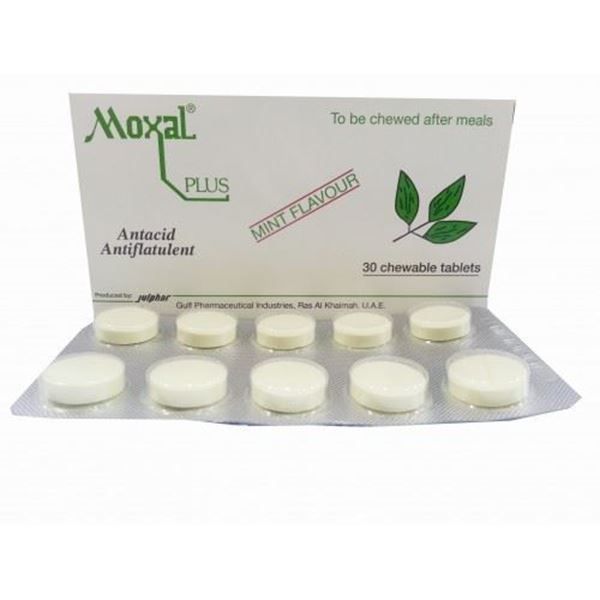 Moxal®
PLUS
To be chewed after meals
MINT FLAVOUR
Antacid
Antiflatulent
30 chewable tablets
Produced by: julphar
Gulf Pharmaceutical Industries, Ras Al Khaimah, U.A.E.